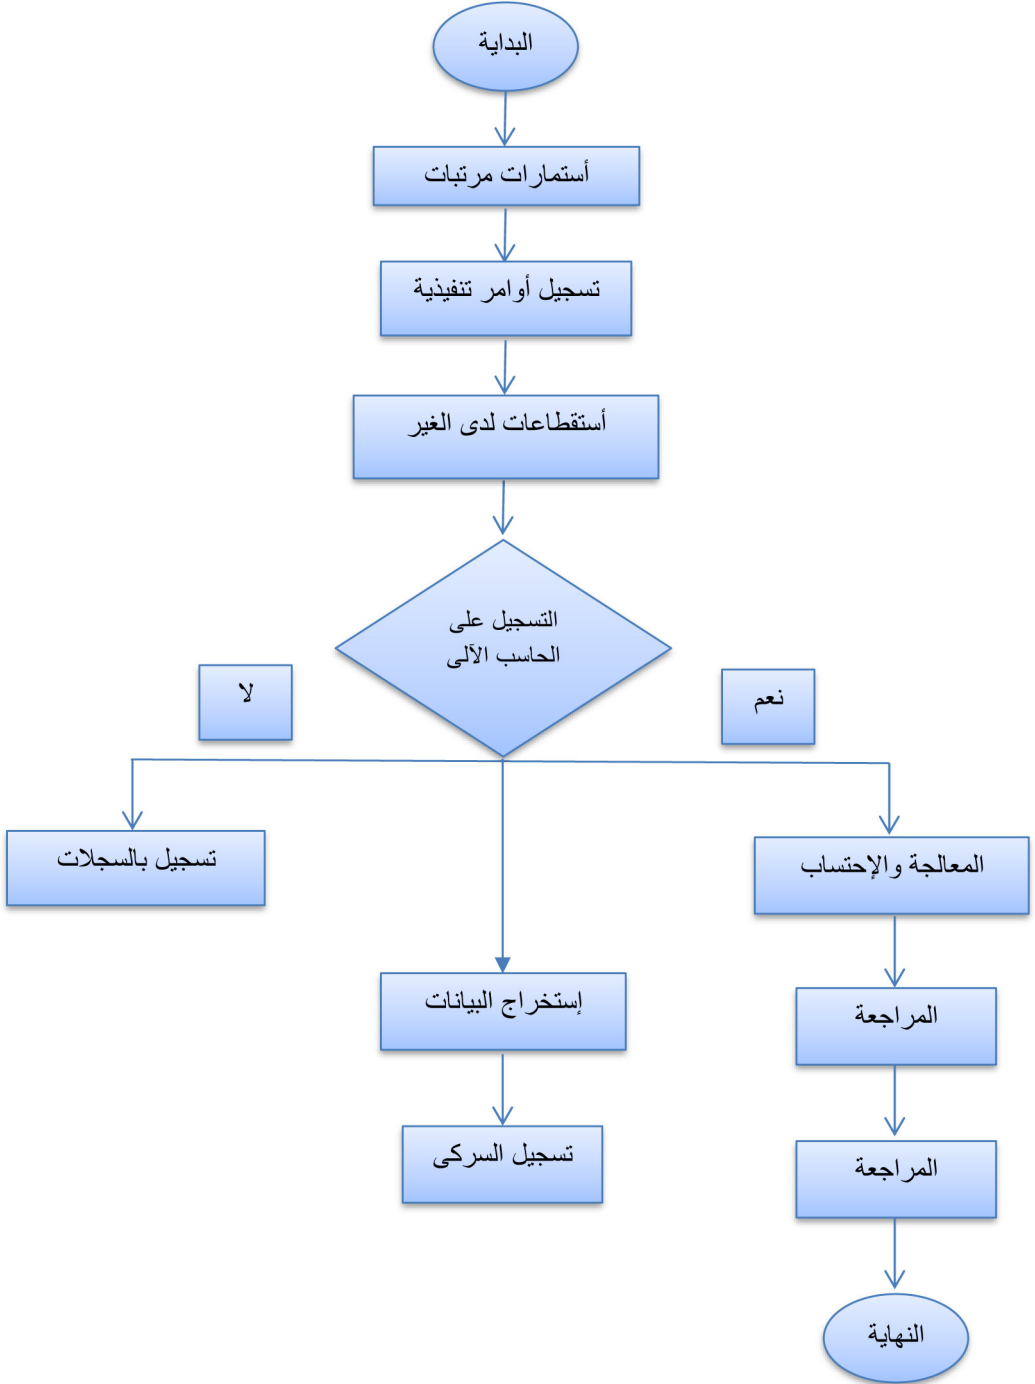 البداية
أستمارات مرتبات
تسجيل أوامر تنفيذية
أستقطاعات لدى الغير
التسجيل على
الحاسب الآلى
نعم
لا
المعالجة والإحتساب
تسجيل بالسجلات
إستخراج البيانات
المراجعة
تسجيل السركى
المراجعة
النهاية